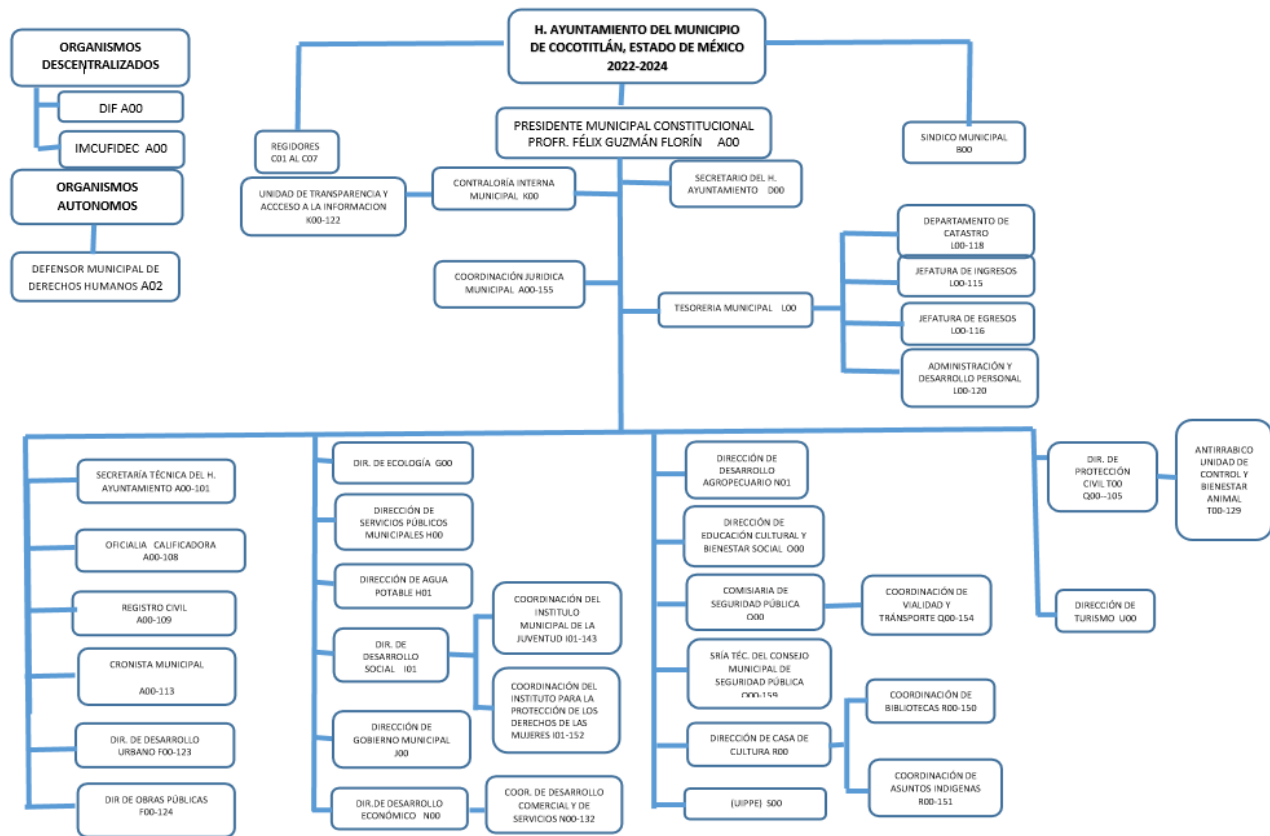 H. AYUNTAMIENTO DEL MUNICIPIO
DE COCOTITLÁN, ESTADO DE MÉXICO
2022-2024
ORGANISMOS
DESCENTRALIZADOS
DIF A00
IMCUFIDEC A00
ORGANISMOS
AUTONOMOS
DEFENSOR MUNICIPAL DE
DERECHOS HUMANOS A02
PRESIDENTE MUNICIPAL CONSTITUCIONAL
PROFR. FÉLIX GUZMÁN FLORÍN A00
REGIDORES
C01 AL C07
SINDICO MUNICIPAL
B00
UNIDAD DE TRANSPARENCIA Y
ACCCESO A LA INFORMACION
K00-122
CONTRALORÍA INTERNA
MUNICIPAL K00
SECRETARIO DEL H.
AYUNTAMIENTO D00
COORDINACIÓN JURIDICA
MUNICIPAL A00-155
TESORERIA MUNICIPAL L00
DEPARTAMENTO DE
CATASTRO
L00-118
JEFATURA DE INGRESOS
L00-115
JEFATURA DE EGRESOS
L00-116
ADMINISTRACIÓN Y
DESARROLLO PERSONAL
L00-120
SECRETARÍA TÉCNICA DEL H.
AYUNTAMIENTO A00-101
OFICIALIA CALIFICADORA
A00-108
REGISTRO CIVIL
A00-109
CRONISTA MUNICIPAL
A00-113
DIR. DE DESARROLLO
URBANO F00-123
DIR DE OBRAS PÚBLICAS
F00-124
DIR. DE ECOLOGÍA G00
DIRECCIÓN DE
SERVICIOS PÚBLICOS
MUNICIPALES H00
DIRECCIÓN DE AGUA
POTABLE H01
DIR. DE
DESARROLLO
SOCIAL I01
COORDINACIÓN DEL
INSTITULO
MUNICIPAL DE LA
JUVENTUD I01-143
COORDINACIÓN DEL
INSTITUTO PARA LA
PROTECCIÓN DE LOS
DERECHOS DE LAS
MUJERES I01-152
DIRECCIÓN DE
GOBIERNO MUNICIPAL
J00
DIR.DE DESARROLLO
ECONÓMICO N00
COOR. DE DESARROLLO
COMERCIAL Y DE
SERVICIOS N00-132
DIRECCIÓN DE
DESARROLLO
AGROPECUARIO N01
DIRECCIÓN DE
EDUCACIÓN CULTURAL Y
BIENESTAR SOCIAL O00
COMISIARIA DE
SEGURIDAD PÚBLICA
Q00
COORDINACIÓN DE
VIALIDAD Y
TRÁNSPORTE Q00-154
SRÍA TÉC. DEL CONSEJO
MUNICIPAL DE
SEGURIDAD PÚBLICA
Q00-159
DIRECCIÓN DE CASA DE
CULTURA R00
COORDINACIÓN DE
BIBLIOTECAS R00-150
COORDINACIÓN DE
ASUNTOS INDIGENAS
R00-151
(UIPPE) S00
DIR. DE
PROTECCIÓN
CIVIL T00
Q00--105
ANTIRRABICO
UNIDAD DE
CONTROL Y
BIENESTAR
ANIMAL
T00-129
DIRECCIÓN DE
TURISMO U00